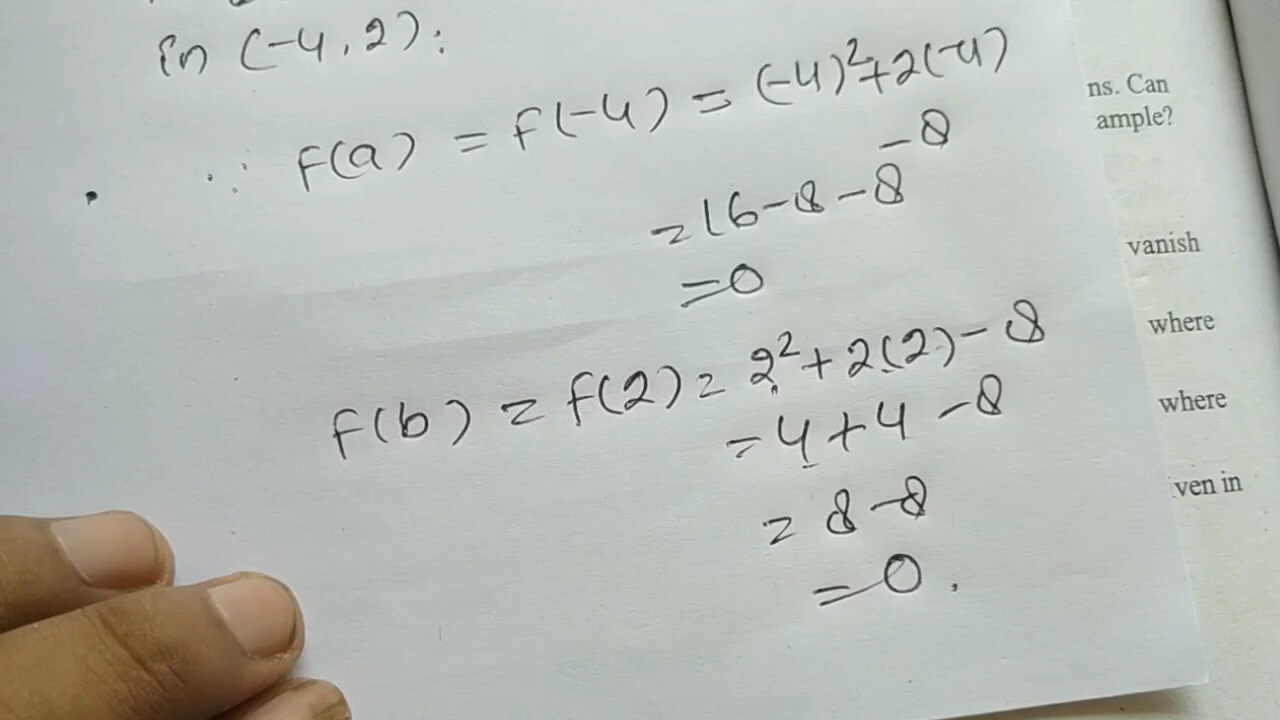 in (-4, 2).
∵ f(a) = f(-4) = (-4)²+2(-4)
-8
= 16-8-8
=0
f(b) = f(2) = 2²+2(2)-8
= 4+4-8
= 8-8
=0.
ns. Can
ample?
vanish
where
where
ven in